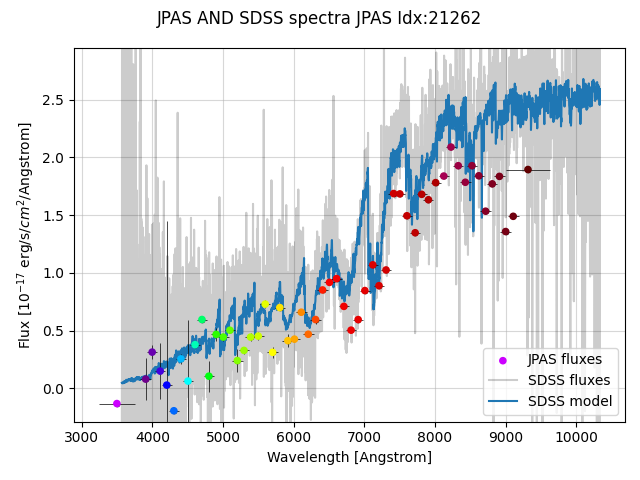 JPAS AND SDSS spectra JPAS Idx:21262
Flux [10⁻¹⁷ erg/s/cm²/Angstrom]
2.5
2.0
1.5
1.0
0.5
0.0
JPAS fluxes
SDSS fluxes
SDSS model
3000 4000 5000 6000 7000 8000 9000 10000
Wavelength [Angstrom]